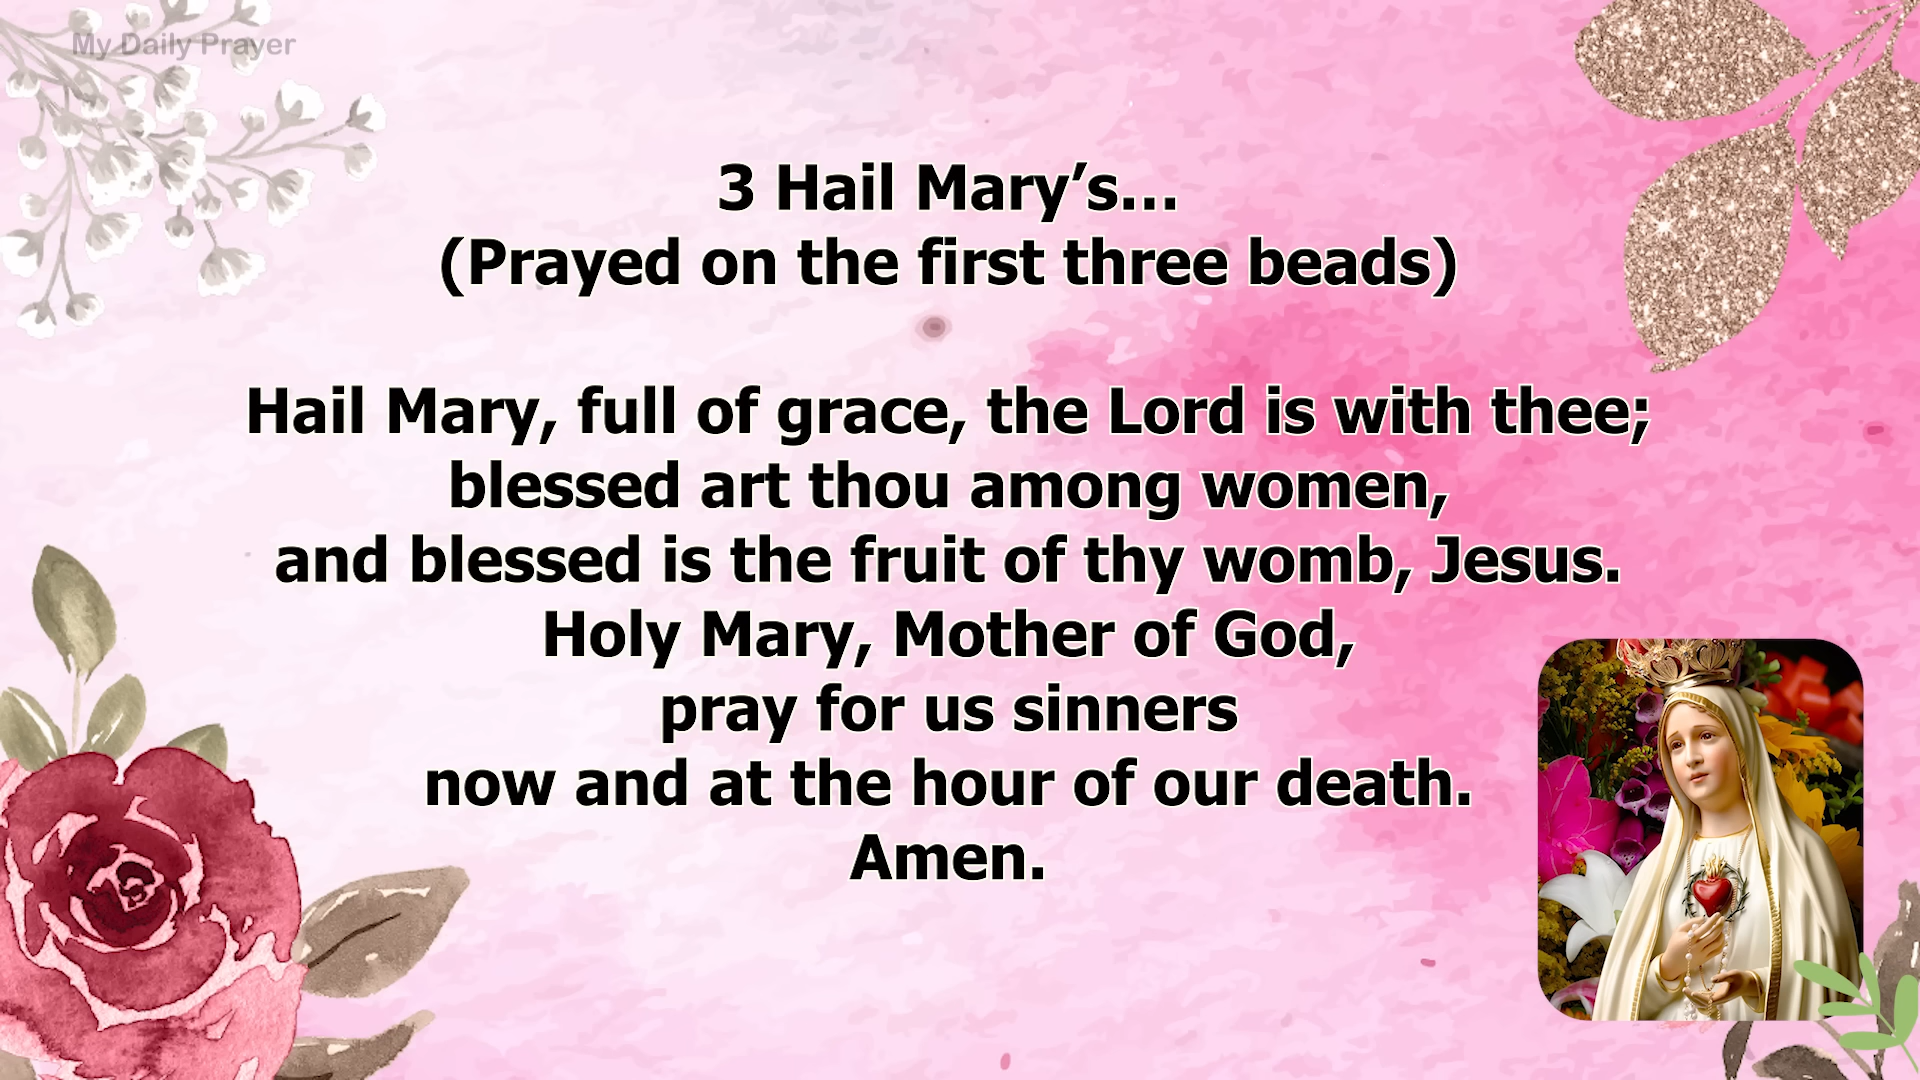 My Daily Prayer
3 Hail Mary’s...
(Prayed on the first three beads)
Hail Mary, full of grace, the Lord is with thee;
blessed art thou among women,
and blessed is the fruit of thy womb, Jesus.
Holy Mary, Mother of God,
pray for us sinners
now and at the hour of our death.
Amen.